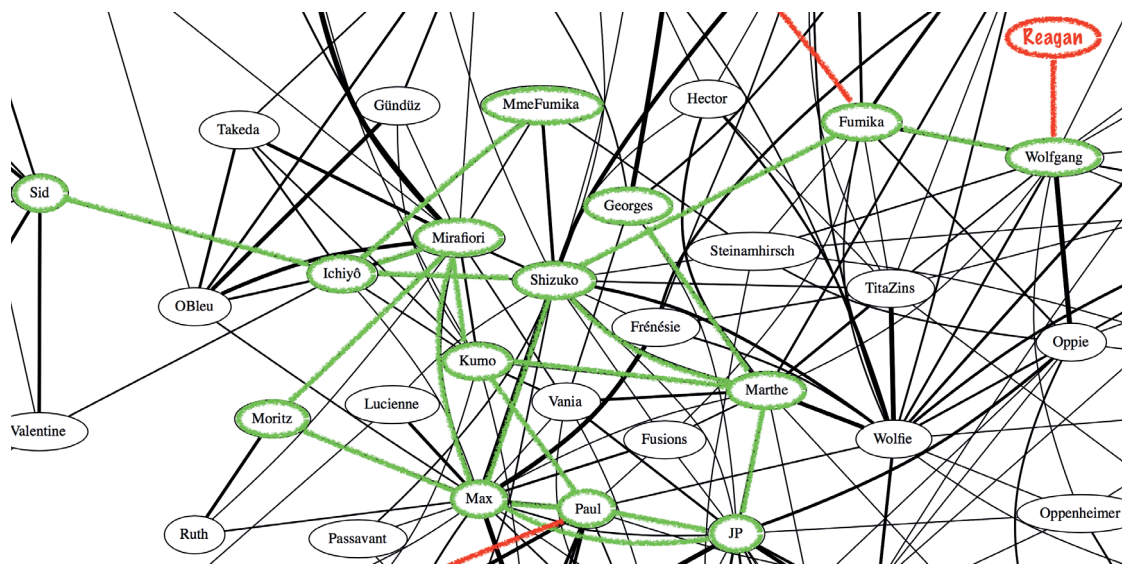 Reagan
Gündüz
MmeFumika
Hector
Takeda
Fumika
Wolfgang
Sid
Georges
Mirafiori
Steinamhirsch
Ichiyô
Shizuko
TitaZins
OBleu
Frénésie
Oppie
Kumo
Marthe
Lucienne
Vania
Moritz
Valentine
Fusions
Wolfie
Max
Paul
Oppenheimer
Ruth
Passavant
JP